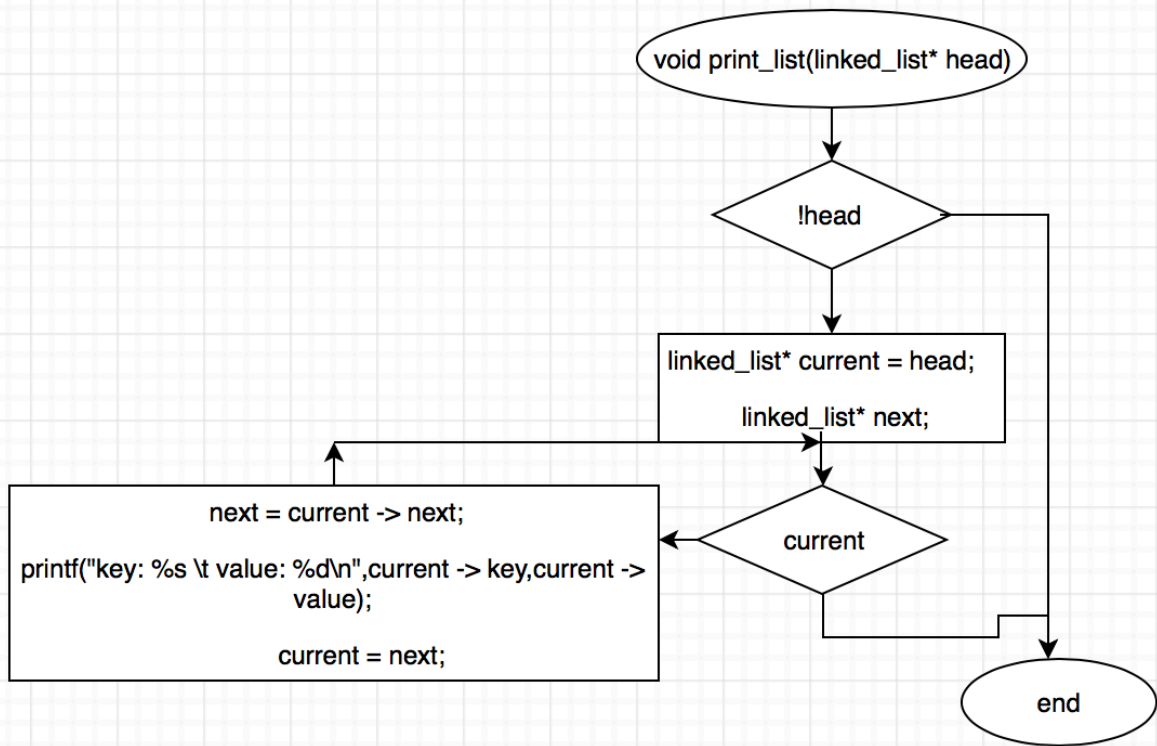 void print_list(linked_list* head)
!head
linked_list* current = head;
linked_list* next;
next = current -> next;
printf("key: %s \t value: %d\n",current -> key,current ->
value);
current = next;
current
end